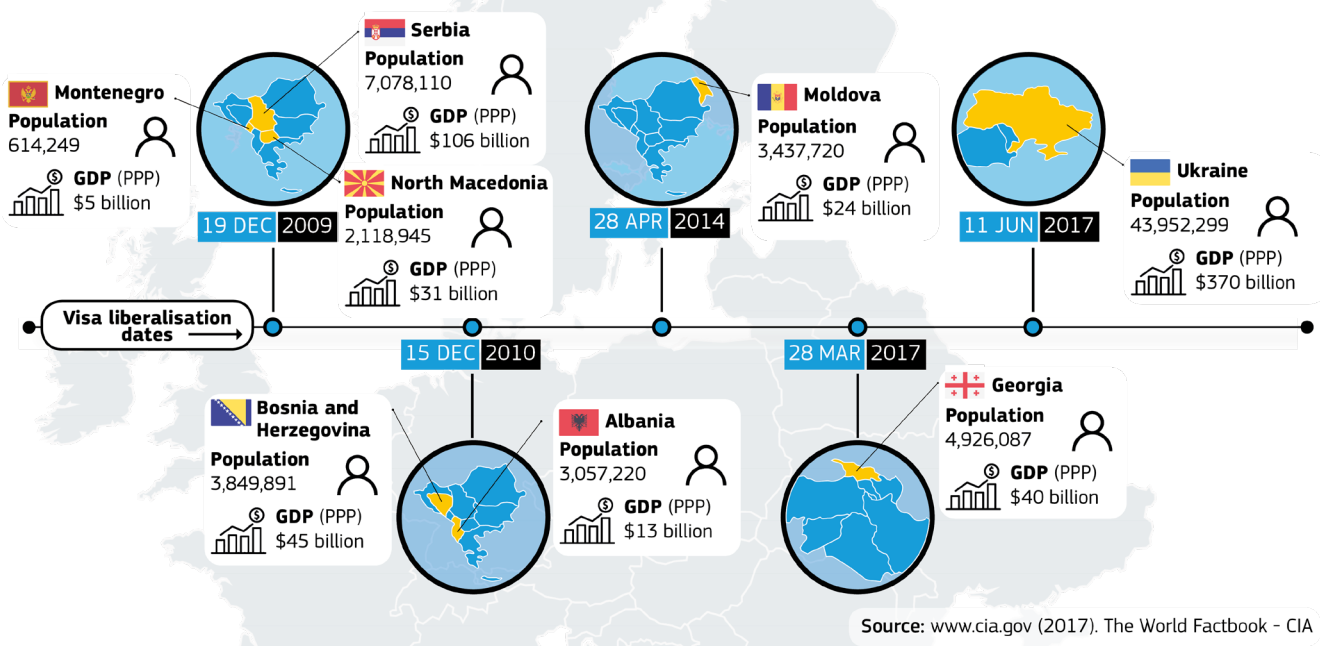 Serbia
Population
7,078,110
GDP (PPP)
$106 billion
Montenegro
Population
614,249
GDP (PPP)
$5 billion
North Macedonia
Population
2,118,945
GDP (PPP)
$31 billion
19 DEC 2009
Moldova
Population
3,437,720
GDP (PPP)
$24 billion
28 APR 2014
Ukraine
Population
43,952,299
GDP (PPP)
$370 billion
11 JUN 2017
Visa liberalisation
dates
15 DEC 2010
Bosnia and
Herzegovina
Population
3,849,891
GDP (PPP)
$45 billion
Albania
Population
3,057,220
GDP (PPP)
$13 billion
28 MAR 2017
Georgia
Population
4,926,087
GDP (PPP)
$40 billion
Source: www.cia.gov (2017). The World Factbook - CIA